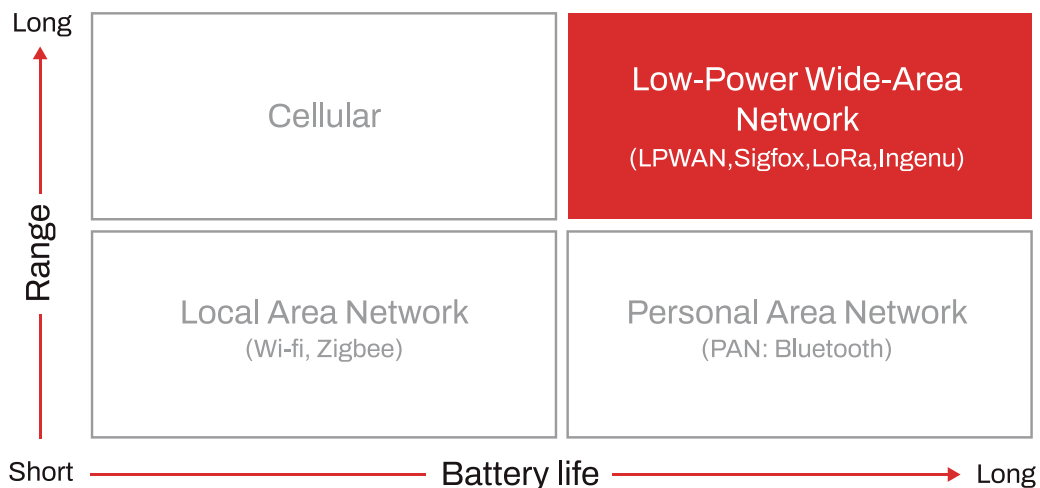 Long
Cellular
Low-Power Wide-Area
Network
(LPWAN,Sigfox,LoRa,Ingenu)
Range
Local Area Network
(Wi-fi, Zigbee)
Personal Area Network
(PAN: Bluetooth)
Short
Battery life
Long